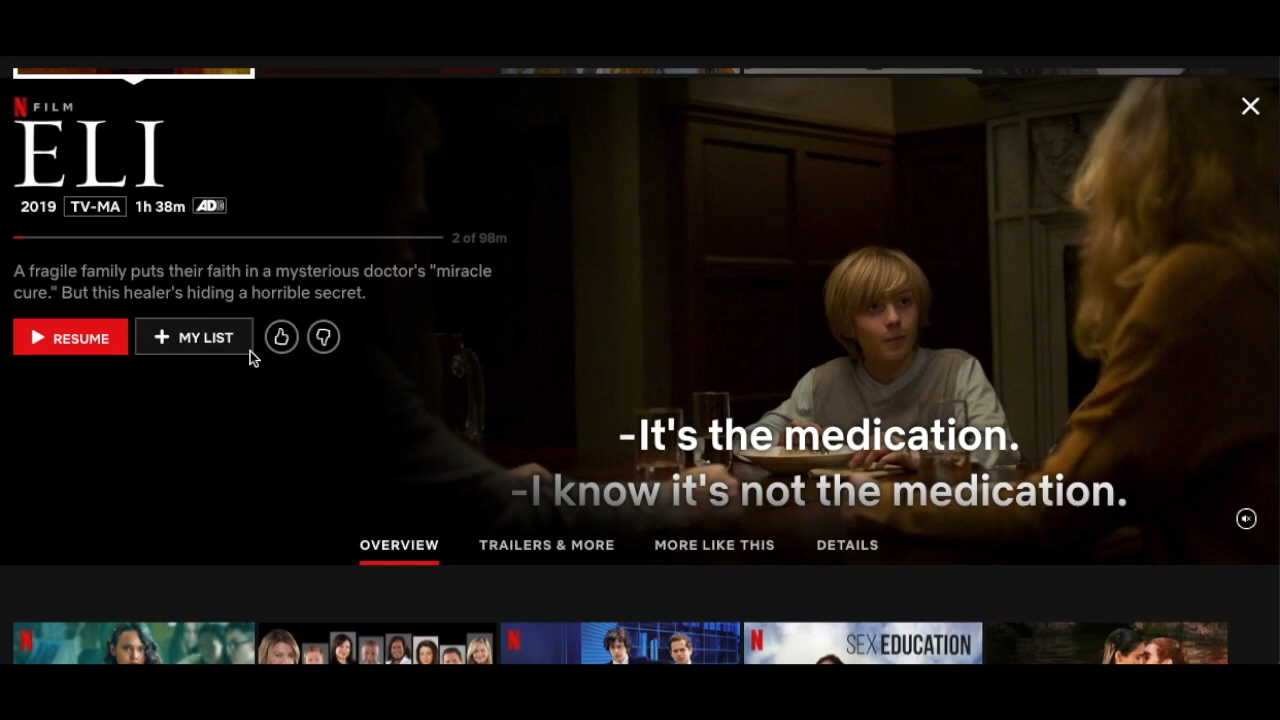 N FILM
ELI
2019 TV-MA 1h 38m AD
2 of 98m
A fragile family puts their faith in a mysterious doctor's "miracle
cure." But this healer's hiding a horrible secret.
RESUME
MY LIST
-It's the medication.
-I know it's not the medication.
OVERVIEW
TRAILERS & MORE
MORE LIKE THIS
DETAILS
N
N
N
SEX EDUCATION